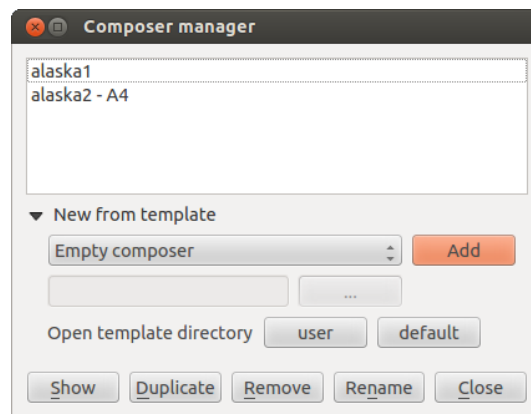 Composer manager
alaska1
alaska2 - A4
New from template
Empty composer Add
...
Open template directory user default
Show Duplicate Remove Rename Close